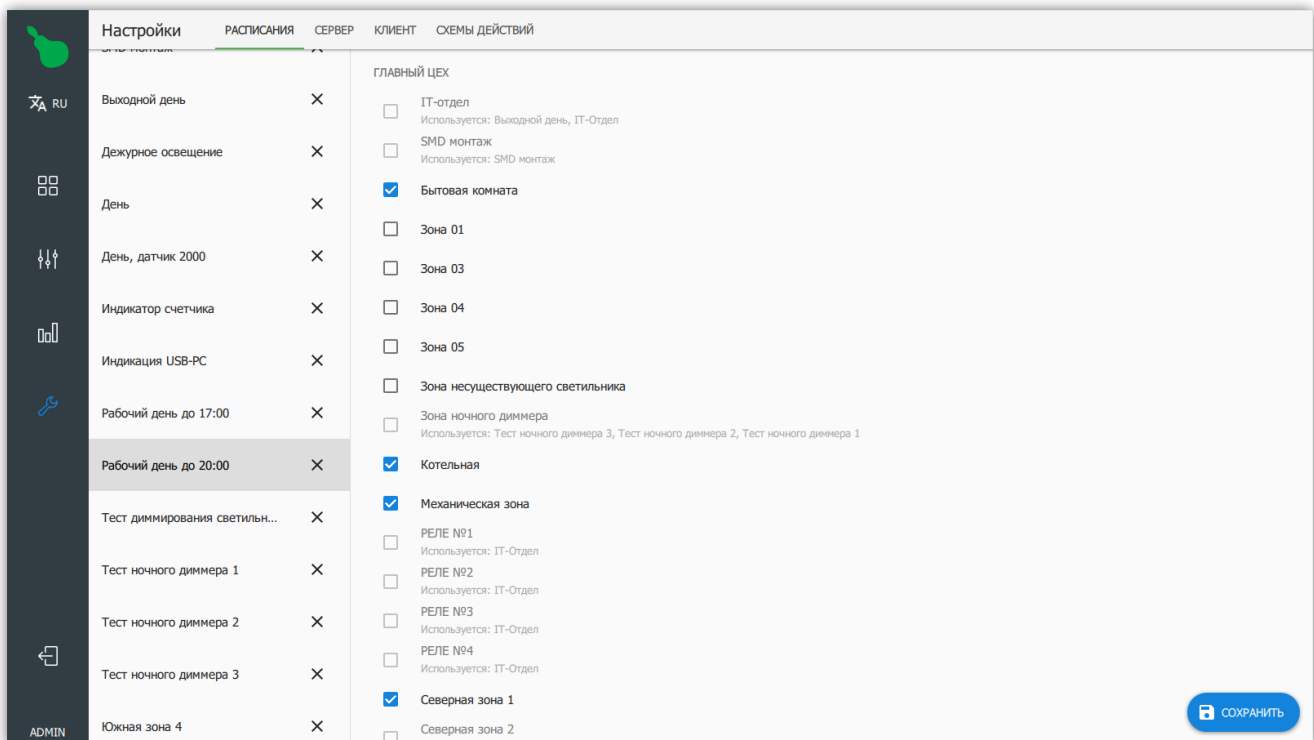 Настройки
РАСПИСАНИЯ
СЕРВЕР
КЛИЕНТ
СХЕМЫ ДЕЙСТВИЙ
RU
ADMIN
SMD монтаж
Выходной день
Дежурное освещение
День
День, датчик 2000
Индикатор счетчика
Индикация USB-PC
Рабочий день до 17:00
Рабочий день до 20:00
Тест диммирования светильн...
Тест ночного диммера 1
Тест ночного диммера 2
Тест ночного диммера 3
Южная зона 4
ГЛАВНЫЙ ЦЕХ
IT-отдел
Используется: Выходной день, IT-Отдел
SMD монтаж
Используется: SMD монтаж
Бытовая комната
Зона 01
Зона 03
Зона 04
Зона 05
Зона несуществующего светильника
Зона ночного диммера
Используется: Тест ночного диммера 3, Тест ночного диммера 2, Тест ночного диммера 1
Котельная
Механическая зона
РЕЛЕ №1
Используется: IT-Отдел
РЕЛЕ №2
Используется: IT-Отдел
РЕЛЕ №3
Используется: IT-Отдел
РЕЛЕ №4
Используется: IT-Отдел
Северная зона 1
Северная зона 2
СОХРАНИТЬ